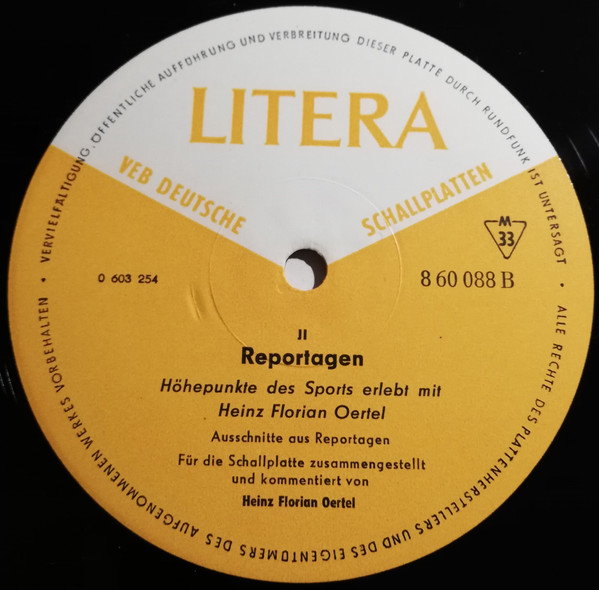 LITERA
VEB DEUTSCHE SCHALLPLATTEN
M
33
0 603 254
8 60 088 B
II
Reportagen
Höhepunkte des Sports erlebt mit
Heinz Florian Oertel
Ausschnitte aus Reportagen
Für die Schallplatte zusammengestellt
und kommentiert von
Heinz Florian Oertel
ALLE RECHTE DES PLATTENHERSTELLERS UND DES EIGENTÜMERS DES AUFGENOMMENEN WERKES VORBEHALTEN • VERVIELFÄLTIGUNG, ÖFFENTLICHE AUFFÜHRUNG UND VERBREITUNG DIESER PLATTE DURCH RUNDFUNK IST UNTERSAGT •